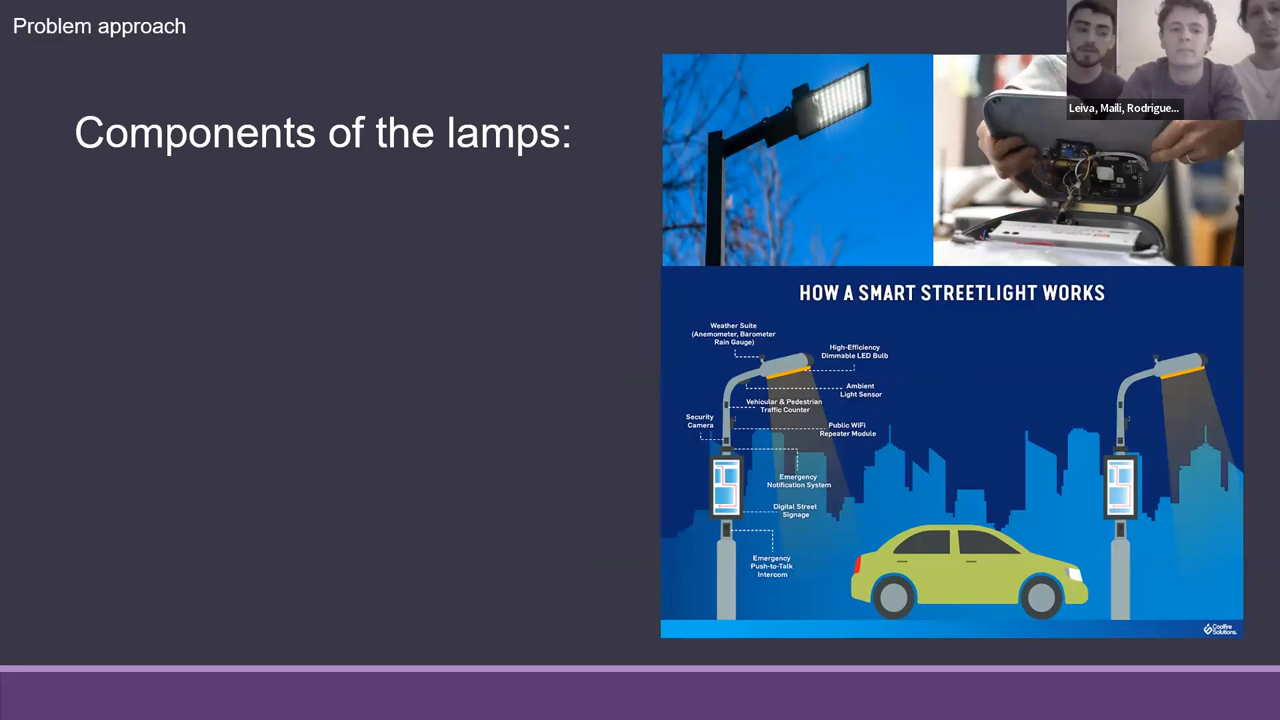 Problem approach
Leiva, Maili, Rodrigue...
Components of the lamps:
HOW A SMART STREETLIGHT WORKS
Weather Suite
(Anemometer, Barometer
Rain Gauge)
High-Efficiency
Dimmable LED Bulb
Ambient
Light Sensor
Vehicular & Pedestrian
Traffic Counter
Security
Camera
Public WiFi
Repeater Module
Emergency
Notification System
Digital Street
Signage
Emergency
Push-to-Talk
Intercom
Coolfire
Solutions.